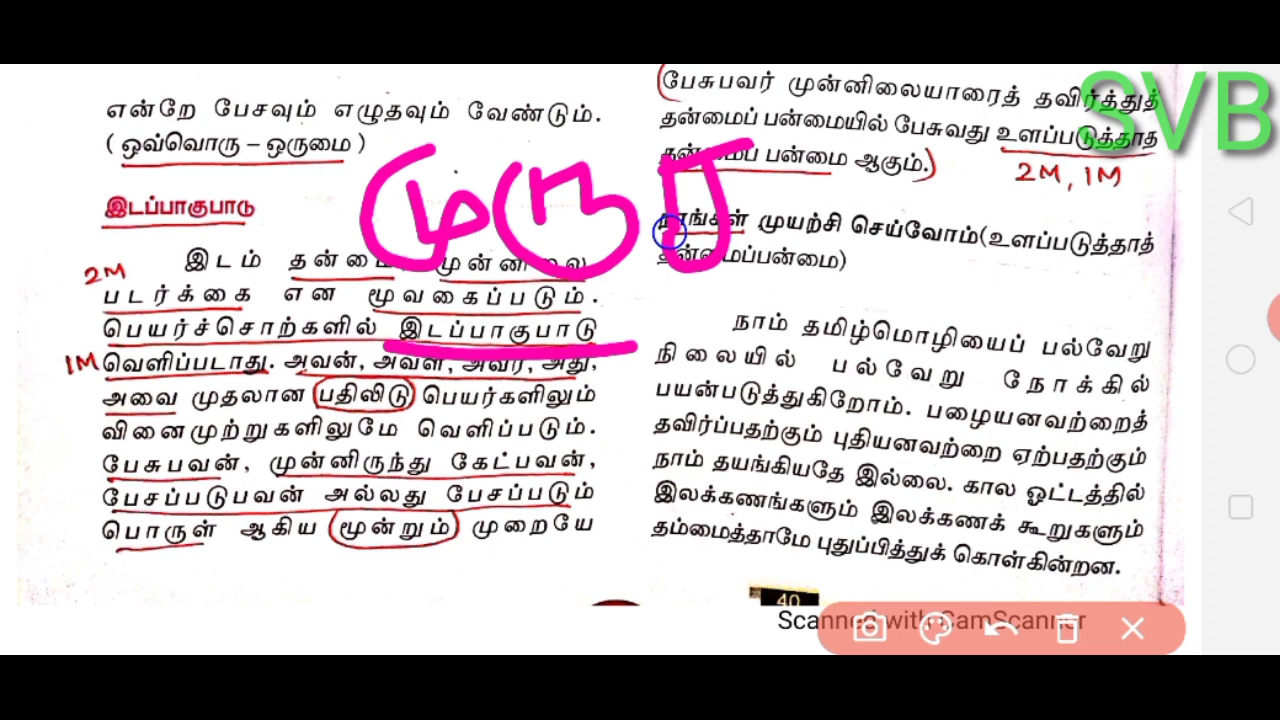 என்றே பேசவும் எழுதவும் வேண்டும்.
( ஒவ்வொரு – ஒருமை )
இடப்பாகுபாடு
2M
இடம் தன்மை முன்னிலை
படர்க்கை என மூவகைப்படும்.
பெயர்ச்சொற்களில் இடப்பாகுபாடு
1M
வெளிப்படாது. அவன், அவள், அவர், அது,
அவை முதலான பதிலிடு பெயர்களிலும்
வினைமுற்றுகளிலுமே வெளிப்படும்.
பேசுபவன், முன்னிருந்து கேட்பவன்,
பேசப்படுபவன் அல்லது பேசப்படும்
பொருள் ஆகிய மூன்றும் முறையே
முரு
(பேசுபவர் முன்னிலையாரைத் தவிர்த்துத்
தன்மைப் பன்மையில் பேசுவது உளப்படுத்தாத
தன்மைப் பன்மை ஆகும்.)
2M, 1M
நாங்கள் முயற்சி செய்வோம்(உளப்படுத்தாத்
தன்மைப்பன்மை)
நாம் தமிழ்மொழியைப் பல்வேறு
நிலையில் பல்வேறு நோக்கில்
பயன்படுத்துகிறோம். பழையனவற்றைத்
தவிர்ப்பதற்கும் புதியனவற்றை ஏற்பதற்கும்
நாம் தயங்கியதே இல்லை. கால ஓட்டத்தில்
இலக்கணங்களும் இலக்கணக் கூறுகளும்
தம்மைத்தாமே புதுப்பித்துக் கொள்கின்றன.
40
Scanned with CamScanner
SVB